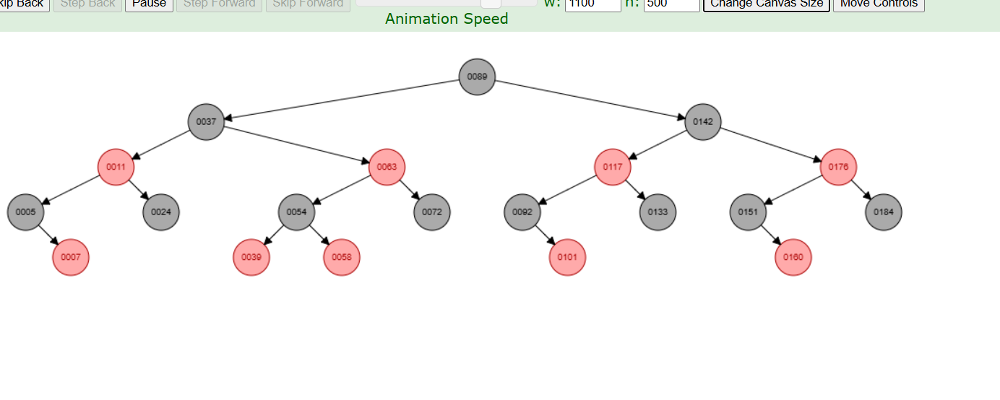 kip Back Step Back Pause Step Forward Skip Forward w: 1100 h: 500 Change Canvas Size Move Controls
Animation Speed
0089
0037 0142
0011 0063 0117 0176
0005 0024 0054 0072 0092 0133 0151 0184
0007 0039 0058 0101 0160